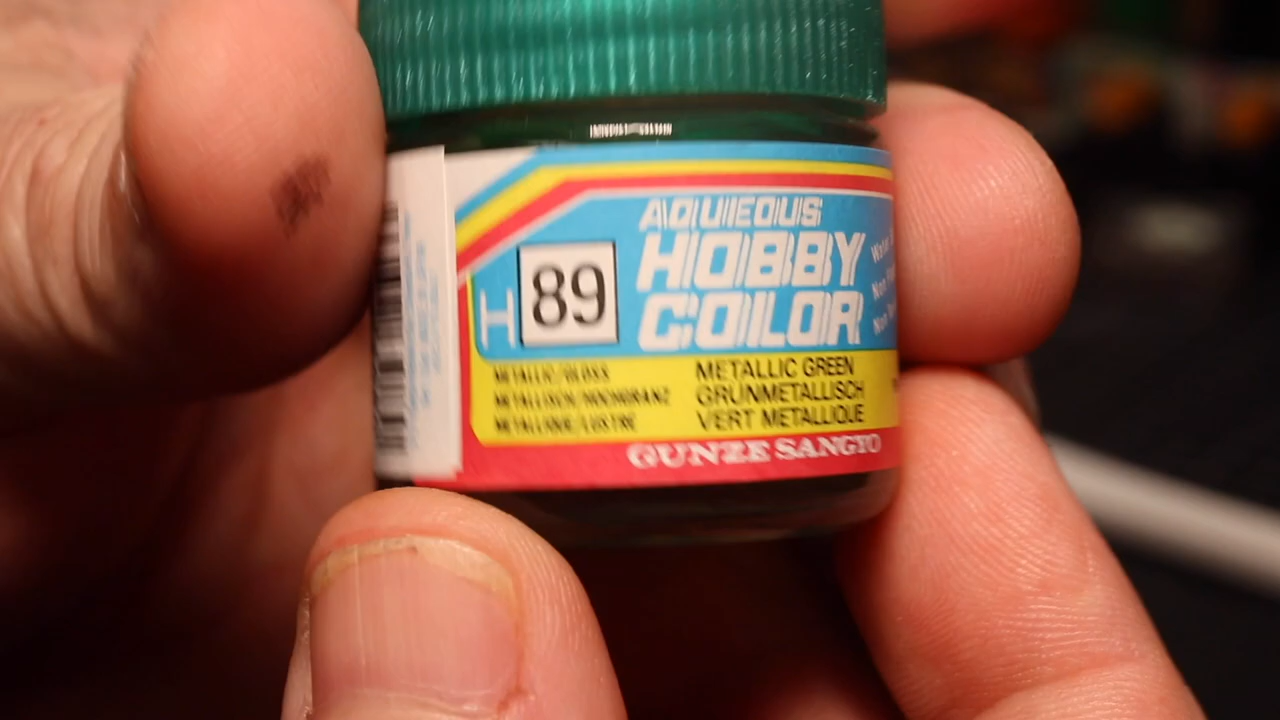 AQUEOUS
HOBBY
COLOR
H 89
METALLIC/GLOSS
METALLISCH/HOCHGLANZ
METALLIQUE/LUSTRE
METALLIC GREEN
GRÜNMETALLISCH
VERT METALLIQUE
GUNZE SANGYO